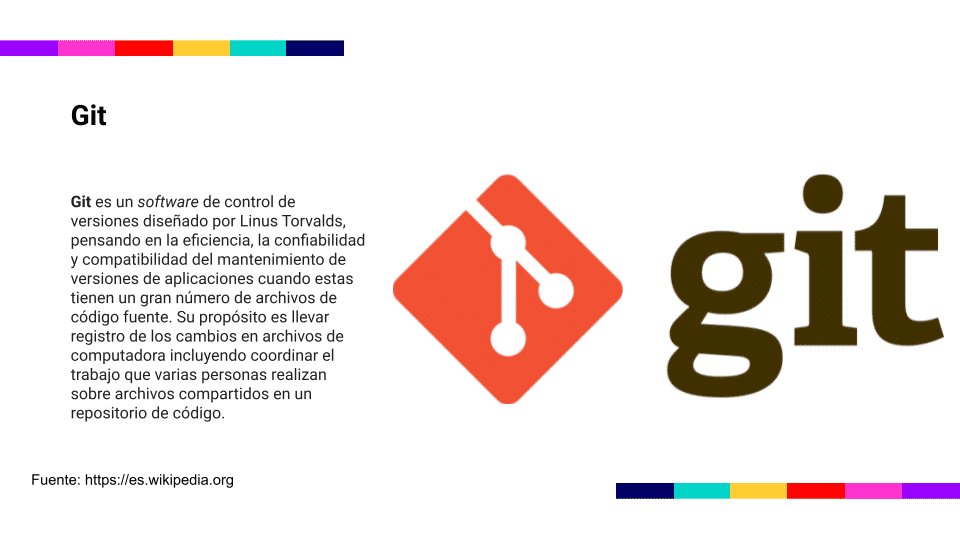 Git
Git es un software de control de
versiones diseñado por Linus Torvalds,
pensando en la eficiencia, la confiabilidad
y compatibilidad del mantenimiento de
versiones de aplicaciones cuando estas
tienen un gran número de archivos de
código fuente. Su propósito es llevar
registro de los cambios en archivos de
computadora incluyendo coordinar el
trabajo que varias personas realizan
sobre archivos compartidos en un
repositorio de código.
git
Fuente: https://es.wikipedia.org